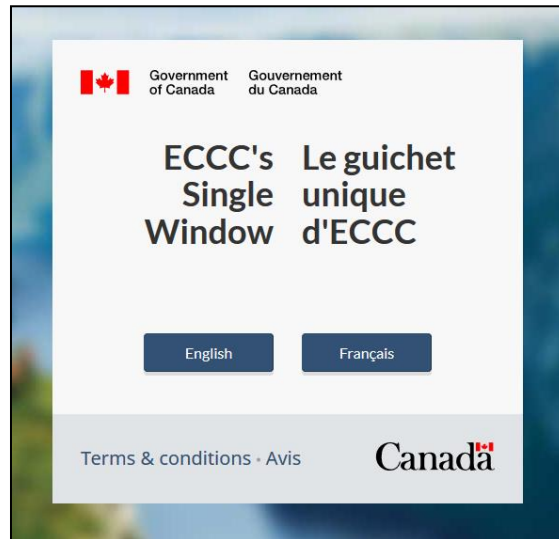 Government of Canada
Gouvernement du Canada
ECCC's Single Window
Le guichet unique d'ECCC
English
Français
Terms & conditions • Avis
Canada